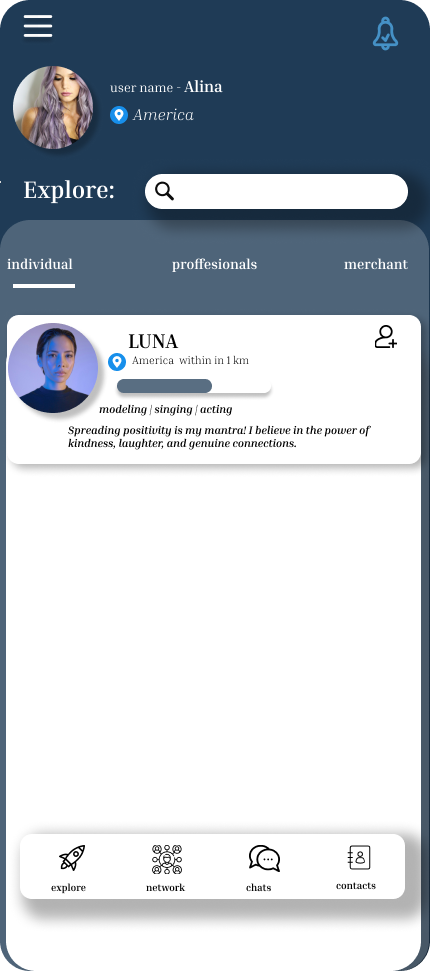 user name - Alina
America
Explore:
individual proffesionals merchant
LUNA
America within in 1 km
modeling | singing | acting
Spreading positivity is my mantra! I believe in the power of
kindness, laughter, and genuine connections.
explore network chats contacts